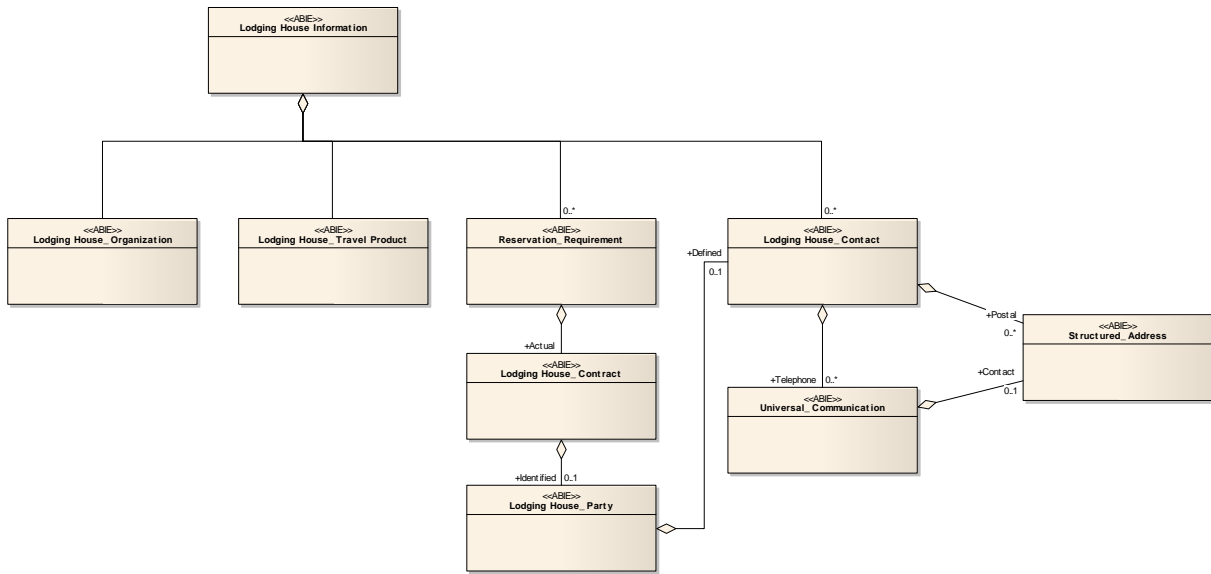 <<ABIE>>
Lodging House Information
<<ABIE>>
Lodging House_ Organization
<<ABIE>>
Lodging House_ Travel Product
0..*
<<ABIE>>
Reservation_ Requirement
0..*
<<ABIE>>
Lodging House_ Contact
+Defined
0..1
+Postal
0..*
<<ABIE>>
Structured_ Address
+Actual
<<ABIE>>
Lodging House_ Contract
+Telephone 0..*
<<ABIE>>
Universal_ Communication
+Contact
0..1
+Identified 0..1
<<ABIE>>
Lodging House_ Party